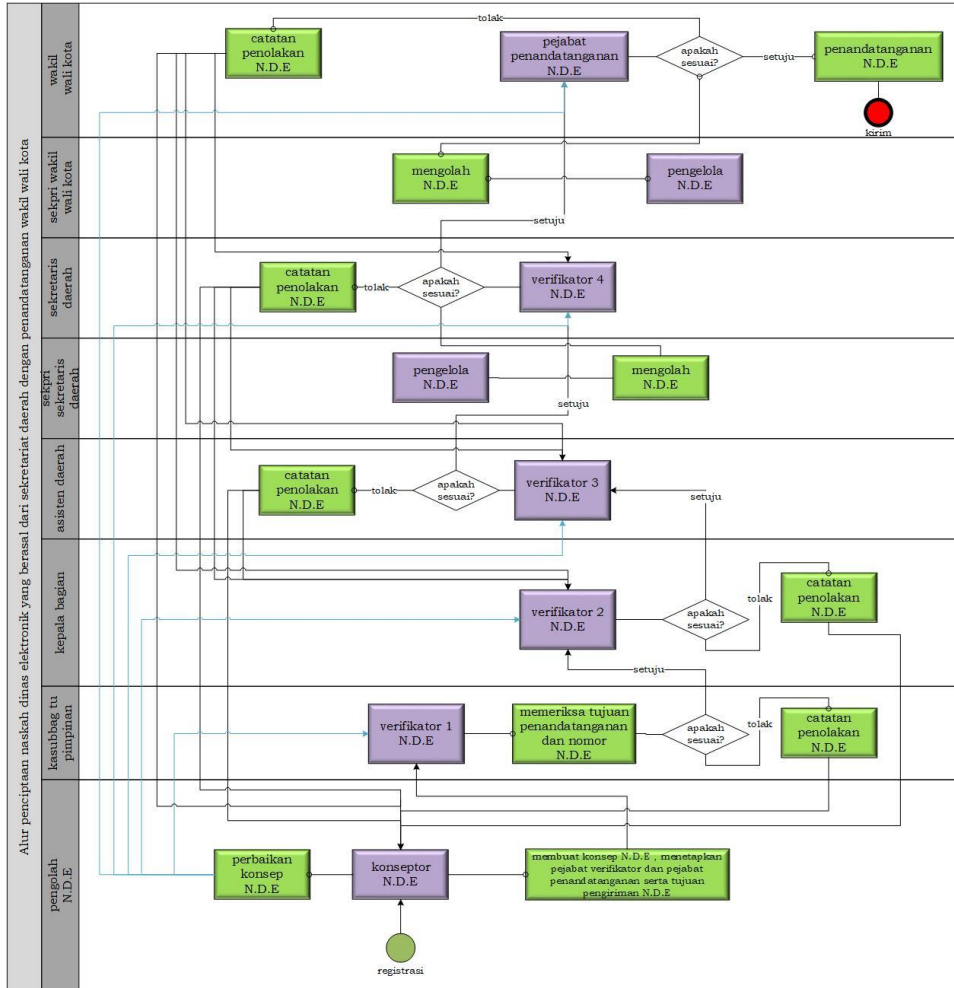 Alur penciptaan naskah dinas elektronik yang berasal dari sekretariat daerah dengan penandatanganan wakil wali kota
wakil
wali kota
catatan
penolakan
N.D.E
tolak
pejabat
penandatanganan
N.D.E
apakah
sesuai?
setuju
penandatanganan
N.D.E
kirim
sekpri wakil
wali kota
mengolah
N.D.E
pengelola
N.D.E
setuju
sekretaris
daerah
catatan
penolakan
N.D.E
tolak
apakah
sesuai?
verifikator 4
N.D.E
sekpri
sekretaris
daerah
pengelola
N.D.E
mengolah
N.D.E
setuju
asisten daerah
catatan
penolakan
N.D.E
tolak
apakah
sesuai?
verifikator 3
N.D.E
setuju
kepala bagian
verifikator 2
N.D.E
apakah
sesuai?
tolak
catatan
penolakan
N.D.E
setuju
kasubbag tu
pimpinan
verifikator 1
N.D.E
memeriksa tujuan
penandatanganan
dan nomor
N.D.E
apakah
sesuai?
tolak
catatan
penolakan
N.D.E
pengolah
N.D.E
perbaikan
konsep
N.D.E
konseptor
N.D.E
membuat konsep N.D.E , menetapkan
pejabat verifikator dan pejabat
penandatanganan serta tujuan
pengiriman N.D.E
registrasi